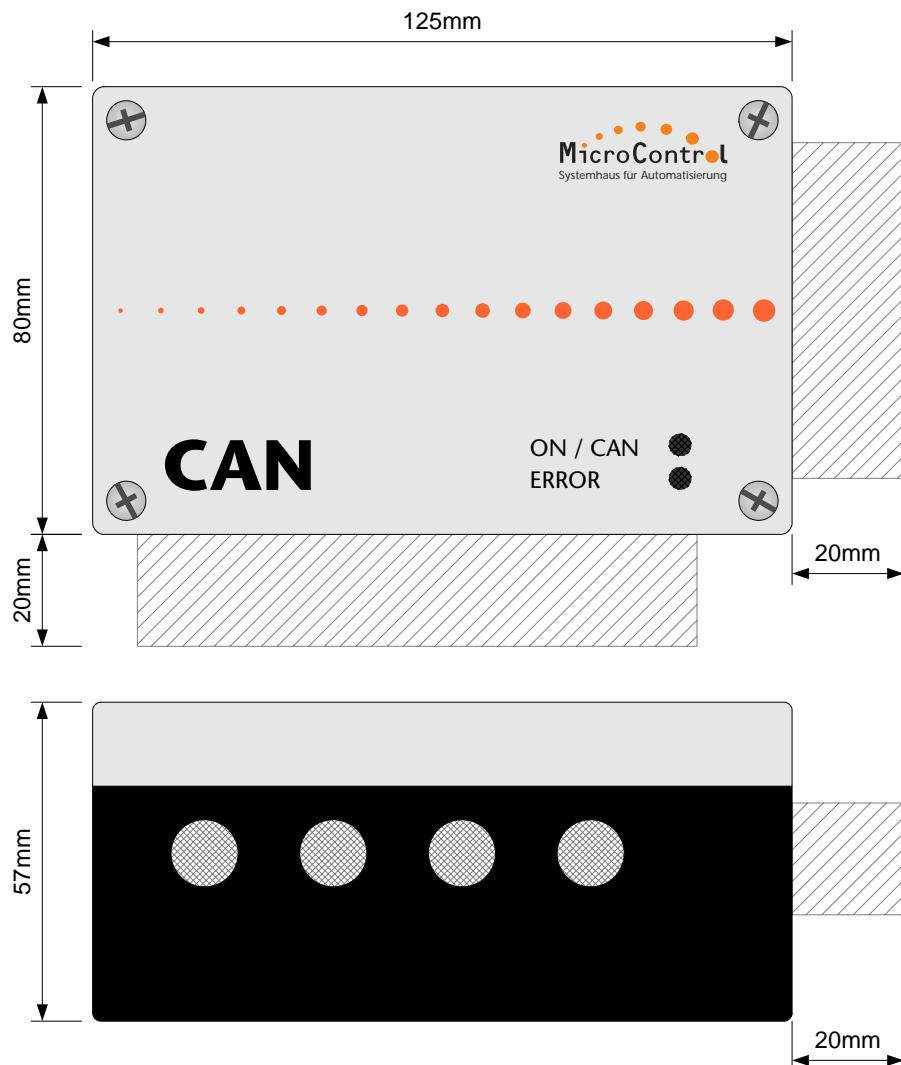 125mm
MicroControl
Systemhaus für Automatisierung
80mm
CAN
ON / CAN
ERROR
20mm
20mm
57mm
20mm